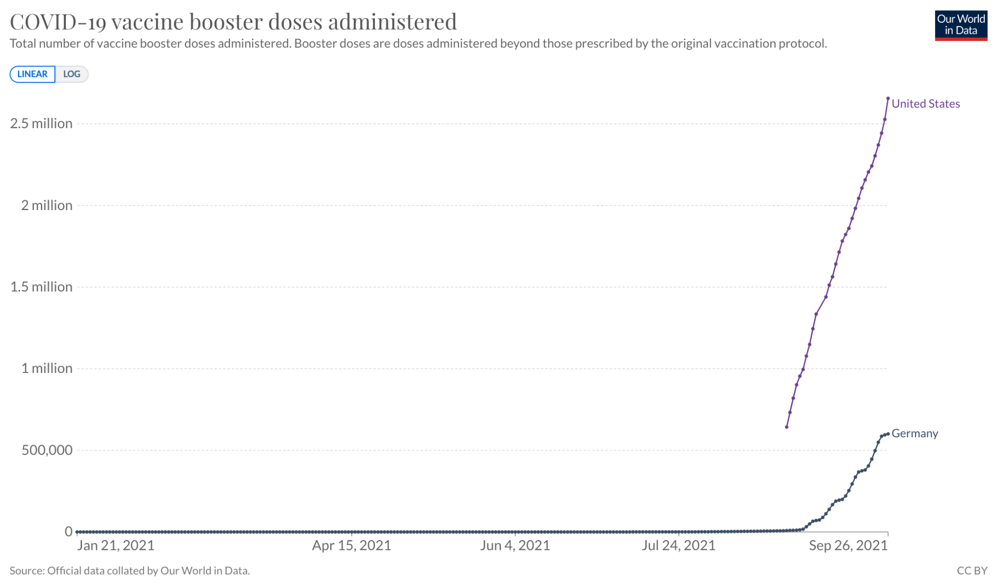 COVID-19 vaccine booster doses administered
Total number of vaccine booster doses administered. Booster doses are doses administered beyond those prescribed by the original vaccination protocol.
Our World
in Data
LINEAR LOG
United States
2.5 million
2 million
1.5 million
1 million
Germany
500,000
0
Jan 21, 2021 Apr 15, 2021 Jun 4, 2021 Jul 24, 2021 Sep 26, 2021
Source: Official data collated by Our World in Data. CC BY